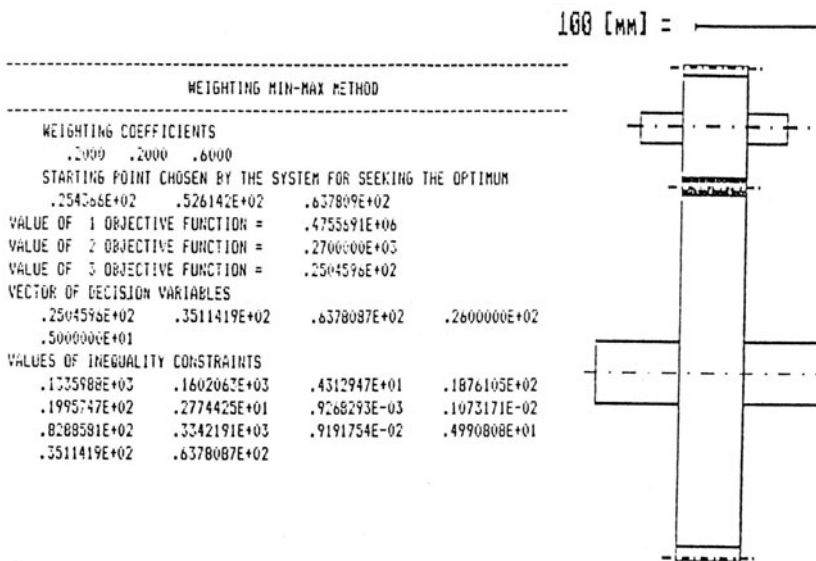 100 [мм] =
WEIGHTING MIN-MAX METHOD
WEIGHTING COEFFICIENTS
.2000 .2000 .6000
STARTING POINT CHOSEN BY THE SYSTEM FOR SEEKING THE OPTIMUM
.526142E+02 .637809E+02
VALUE OF 1 OBJECTIVE FUNCTION = .4755691E+06
VALUE OF 2 OBJECTIVE FUNCTION = .2700000E+03
VALUE OF 3 OBJECTIVE FUNCTION = .2504596E+02
VECTOR OF DECISION VARIABLES
.2504596E+02 .3511419E+02 .6378087E+02 .2600000E+02
.5000000E+01
VALUES OF INEQUALITY CONSTRAINTS
.1335988E+03 .1602063E+03 .4312947E+01 .1876105E+02
.1995747E+02 .2774425E+01 .9268293E-03 .1073171E-02
.8288581E+02 .3342191E+03 .9191754E-02 .4990808E+01
.3511419E+02 .6378087E+02